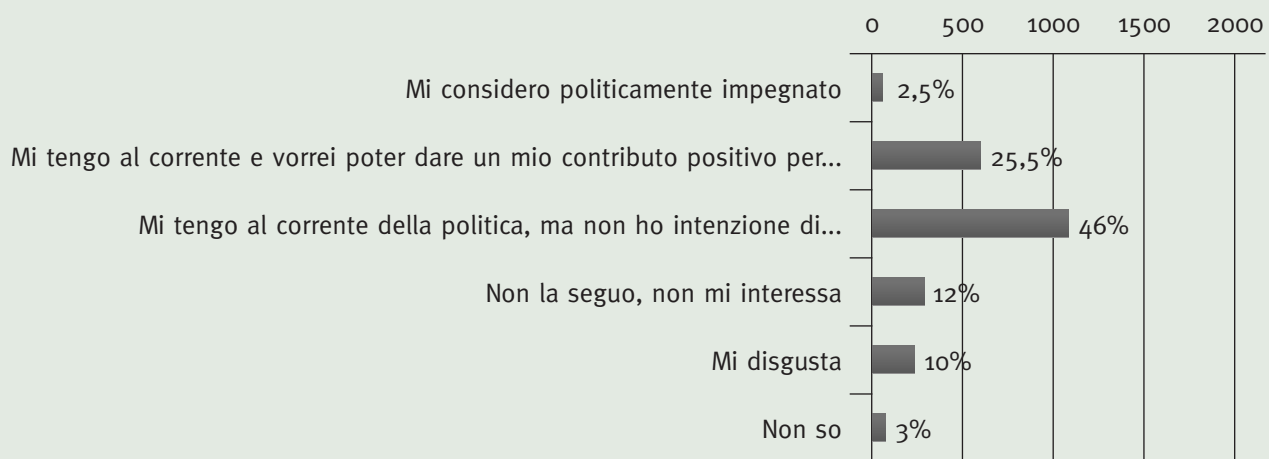 0 500 1000 1500 2000
Mi considero politicamente impegnato 2,5%
Mi tengo al corrente e vorrei poter dare un mio contributo positivo per... 25,5%
Mi tengo al corrente della politica, ma non ho intenzione di... 46%
Non la seguo, non mi interessa 12%
Mi disgusta 10%
Non so 3%